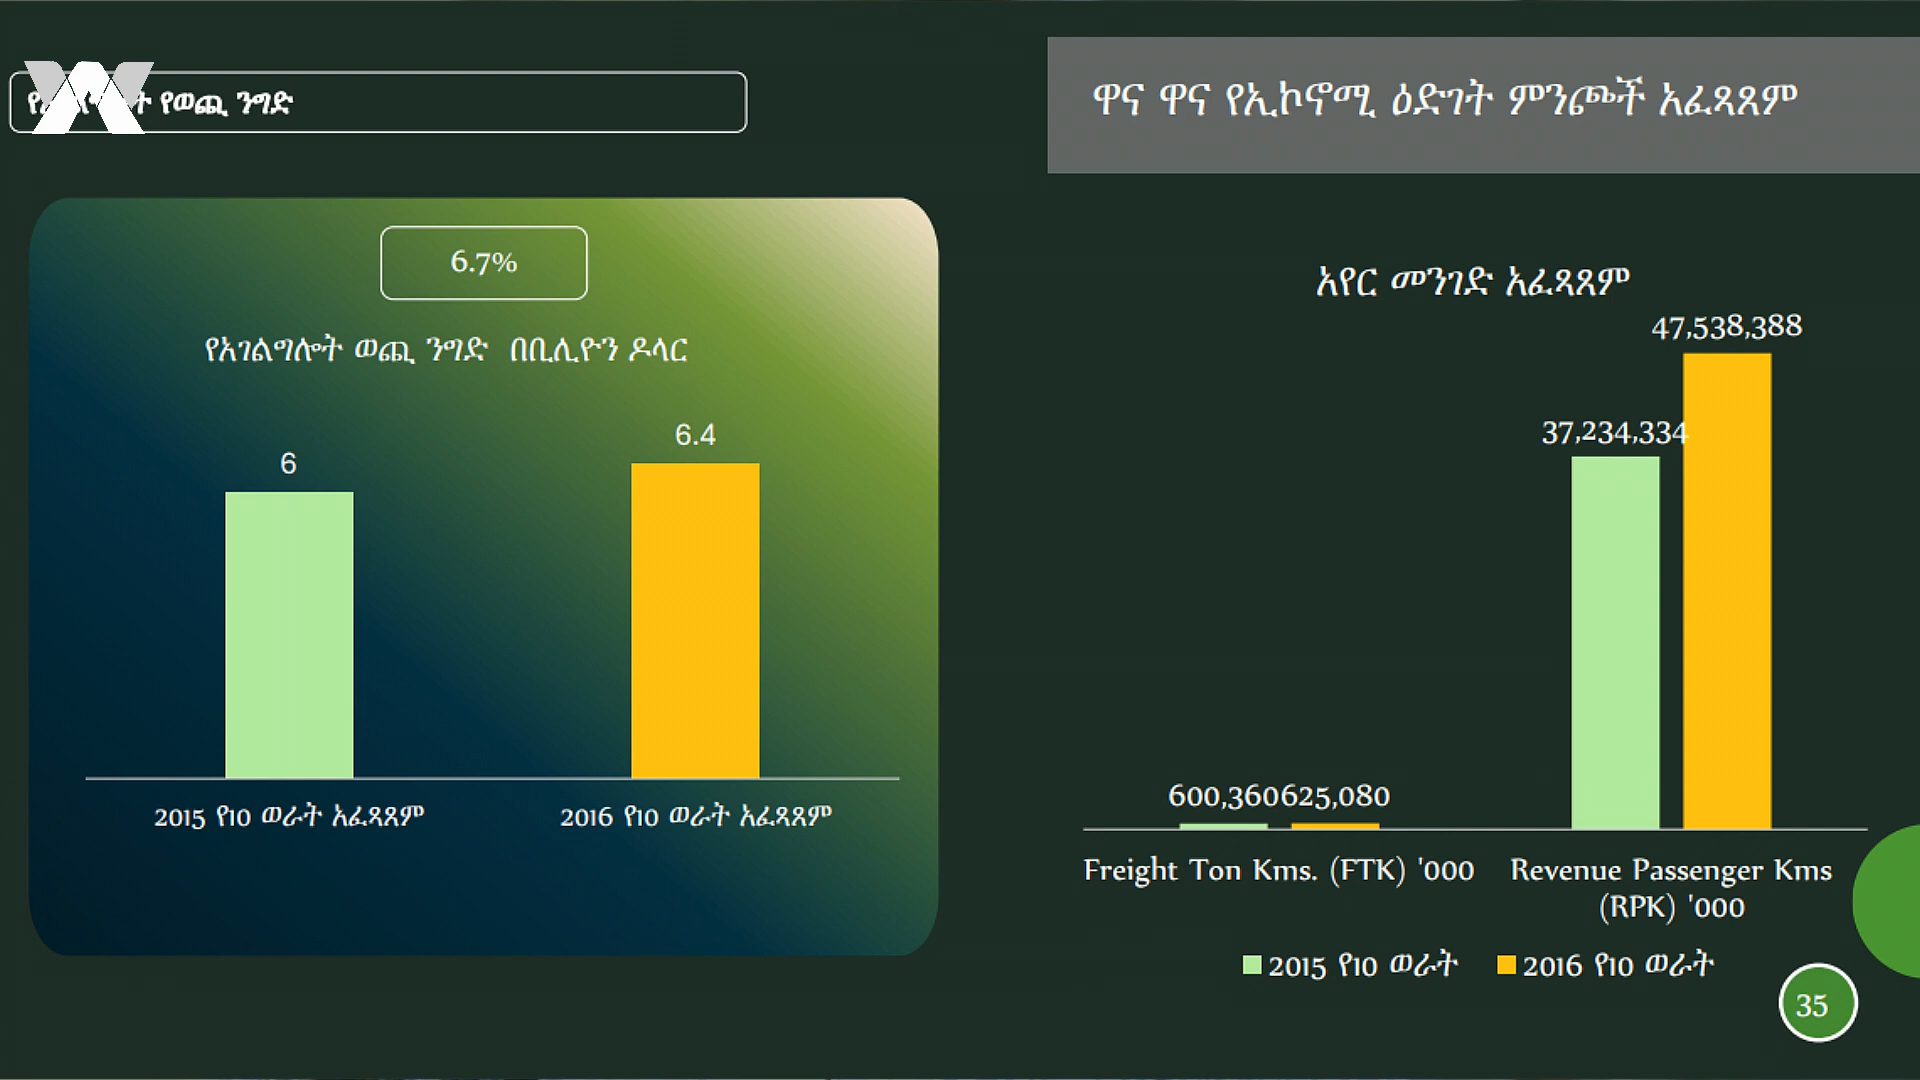 የወጪ ንግድ
ዋና ዋና የኢኮኖሚ ዕድገት ምንጮች አፈጻጸም
6.7%
የአገልግሎት ወጪ ንግድ በቢሊዮን ዶላር
6
6.4
2015 የ10 ወራት አፈጻጸም
2016 የ10 ወራት አፈጻጸም
አየር መንገድ አፈጻጸም
47,538,388
37,234,334
600,360
625,080
Freight Ton Kms. (FTK) '000
Revenue Passenger Kms
(RPK) '000
2015 የ10 ወራት
2016 የ10 ወራት
35